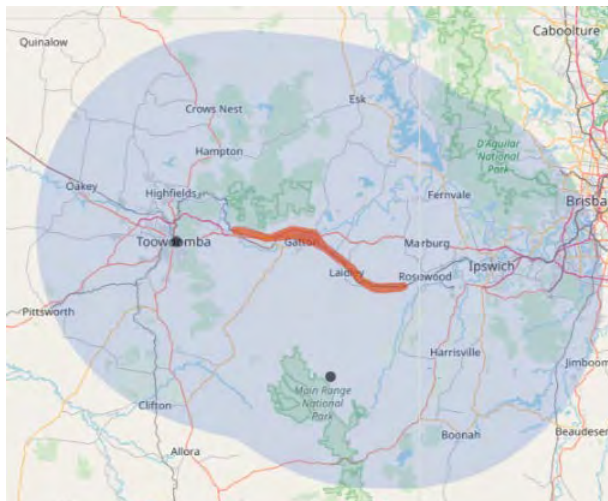 Quinalow
Caboolture
Crows Nest
Esk
D'Aguilar
National
Park
Hampton
Oakey
Highfields
Fernvale
Brisba
Toowoomba
Gatton
Marburg
Laidley
Rosewood
Ipswich
Pittsworth
Harrisville
Jimboom
Main Range
National
Park
Clifton
Boonah
Beaudeser
Allora